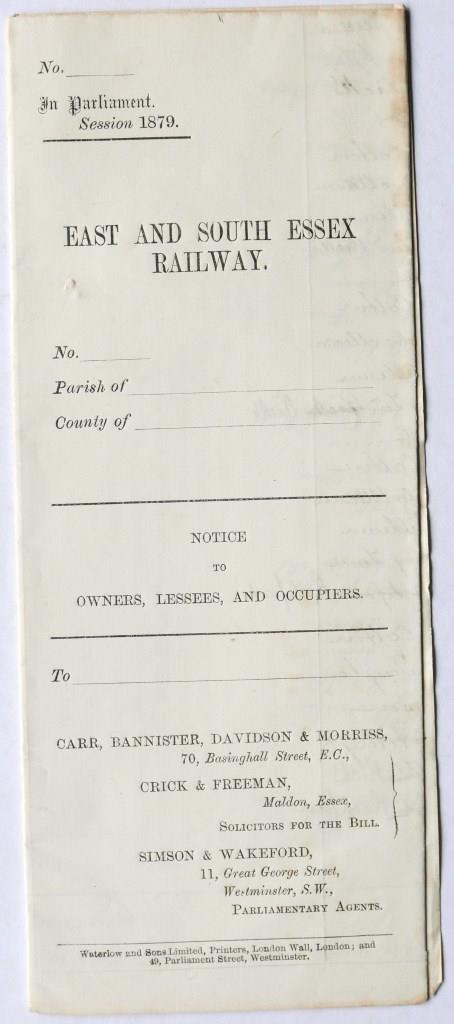 No.
In Parliament.
Session 1879.
EAST AND SOUTH ESSEX
RAILWAY.
No.
Parish of
County of
NOTICE
TO
OWNERS, LESSEES, AND OCCUPIERS.
To
CARR, BANNISTER, DAVIDSON & MORRISS,
70, Basinghall Street, E.C.,
CRICK & FREEMAN,
Maldon, Essex,
SOLICITORS FOR THE BILL.
SIMSON & WAKEFORD,
11, Great George Street,
Westminster, S.W.,
PARLIAMENTARY AGENTS.
Waterlow and Sons Limited, Printers, London Wall, London; and
49, Parliament Street, Westminster.